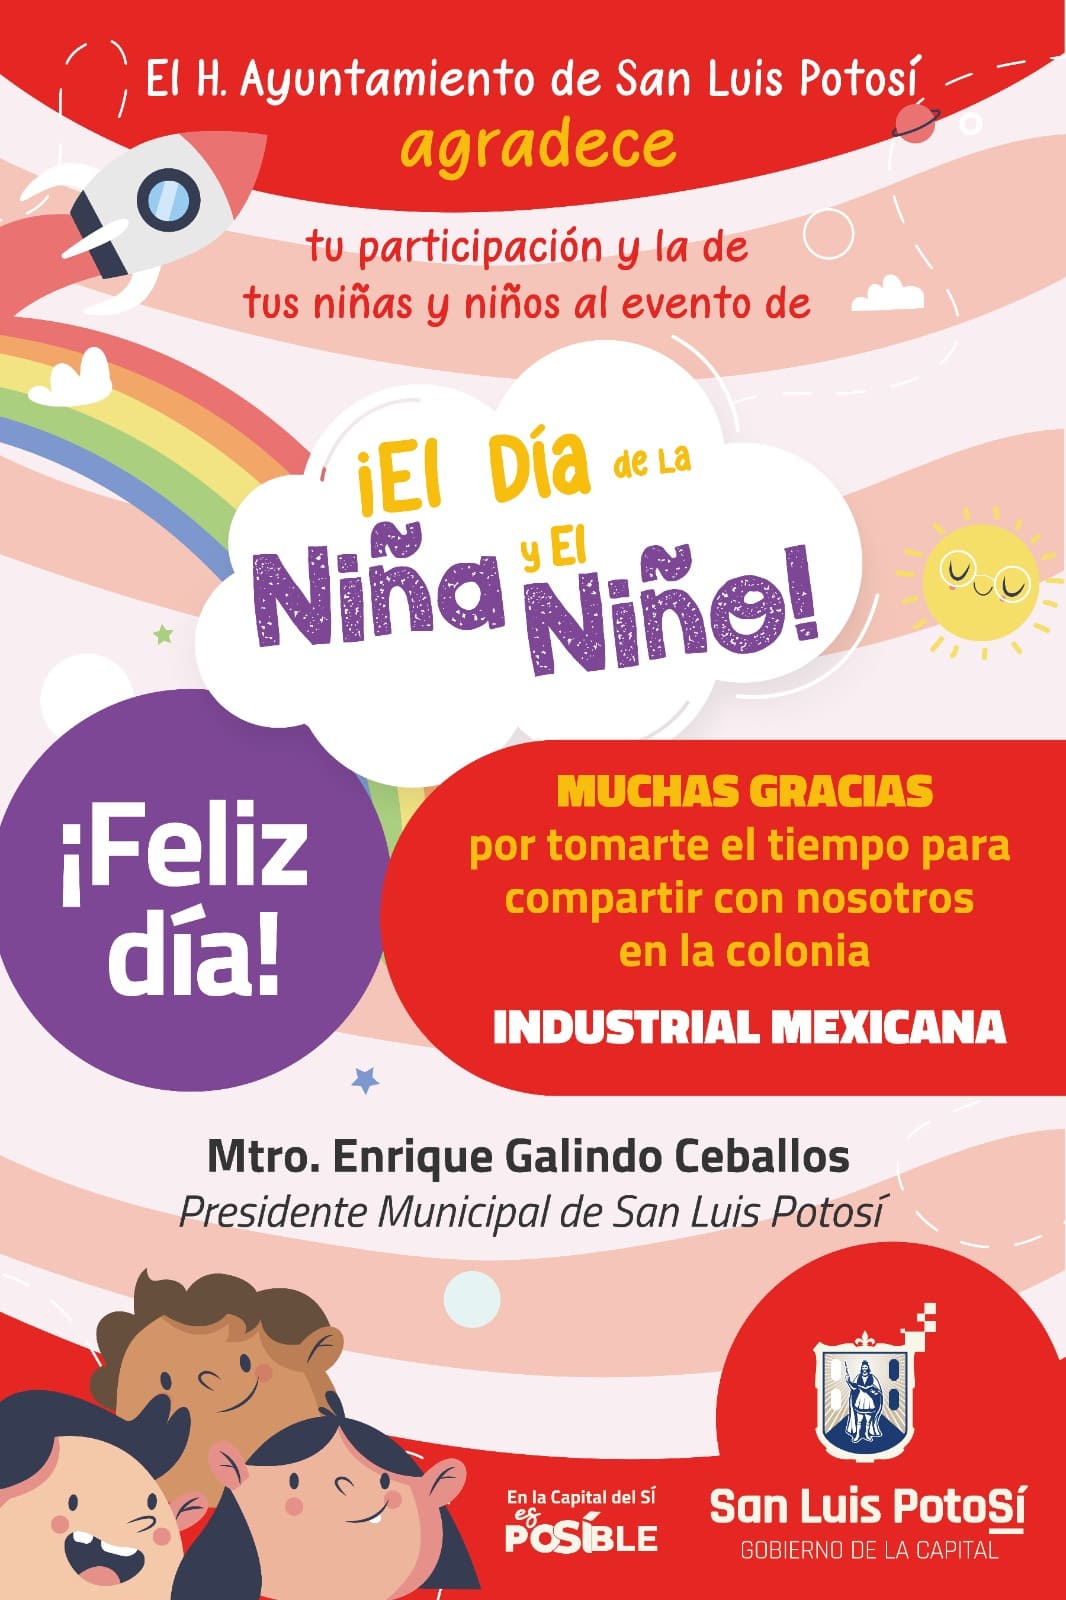 El H. Ayuntamiento de San Luis Potosí
agradece
tu participación y la de
tus niñas y niños al evento de
¡El Día de La
Niña y El
Niño!
¡Feliz
día!
MUCHAS GRACIAS
por tomarte el tiempo para
compartir con nosotros
en la colonia
INDUSTRIAL MEXICANA
Mtro. Enrique Galindo Ceballos
Presidente Municipal de San Luis Potosí
En la Capital del SÍ
es
POSÍBLE
San Luis PotoSí
GOBIERNO DE LA CAPITAL